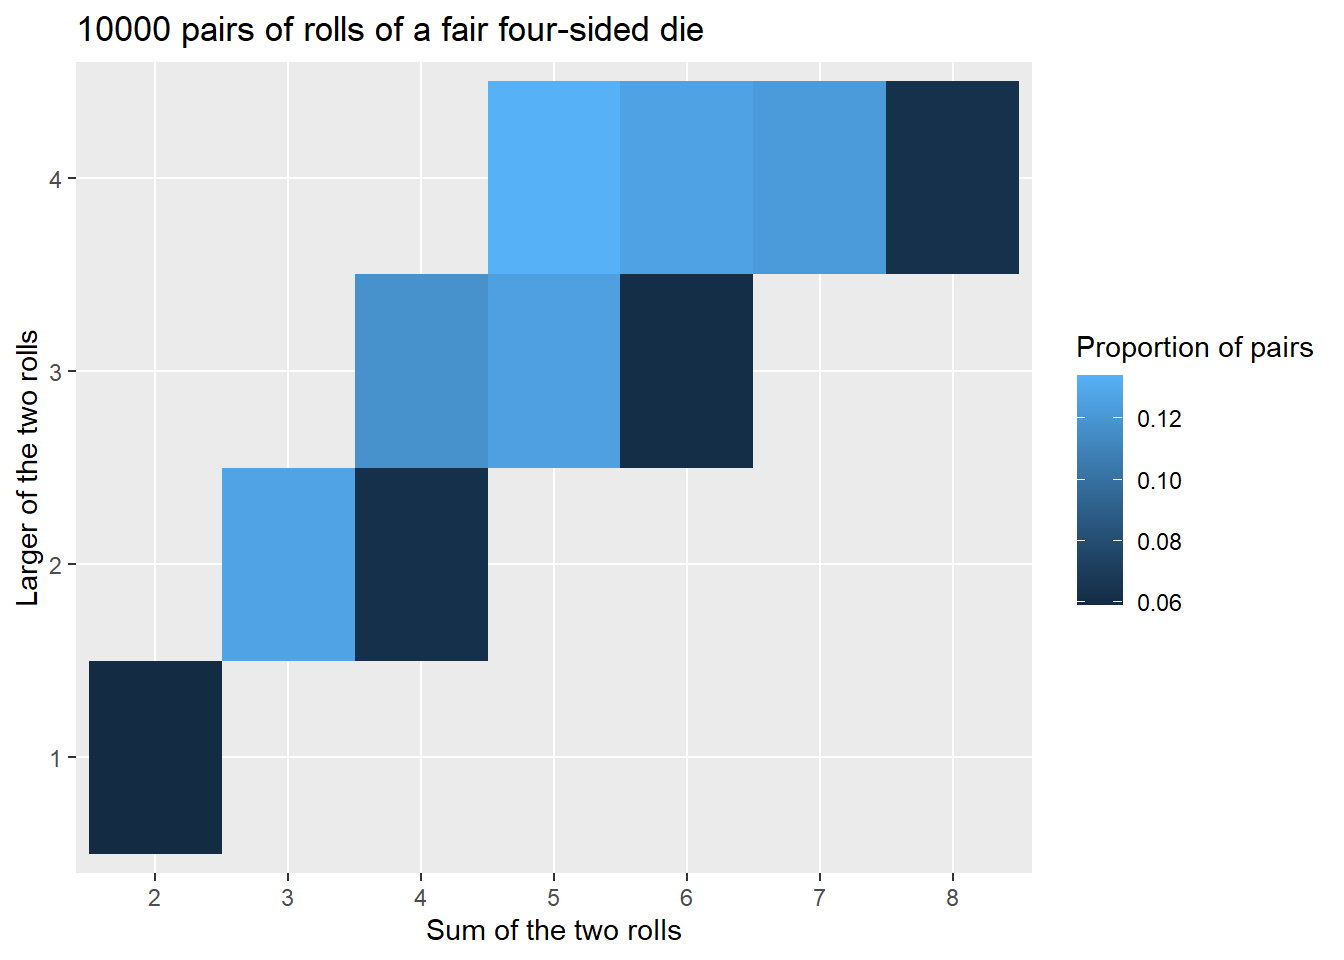 10000 pairs of rolls of a fair four-sided die
4
3
2
1
Larger of the two rolls
2 3 4 5 6 7 8
Sum of the two rolls
Proportion of pairs
0.12
0.10
0.08
0.06